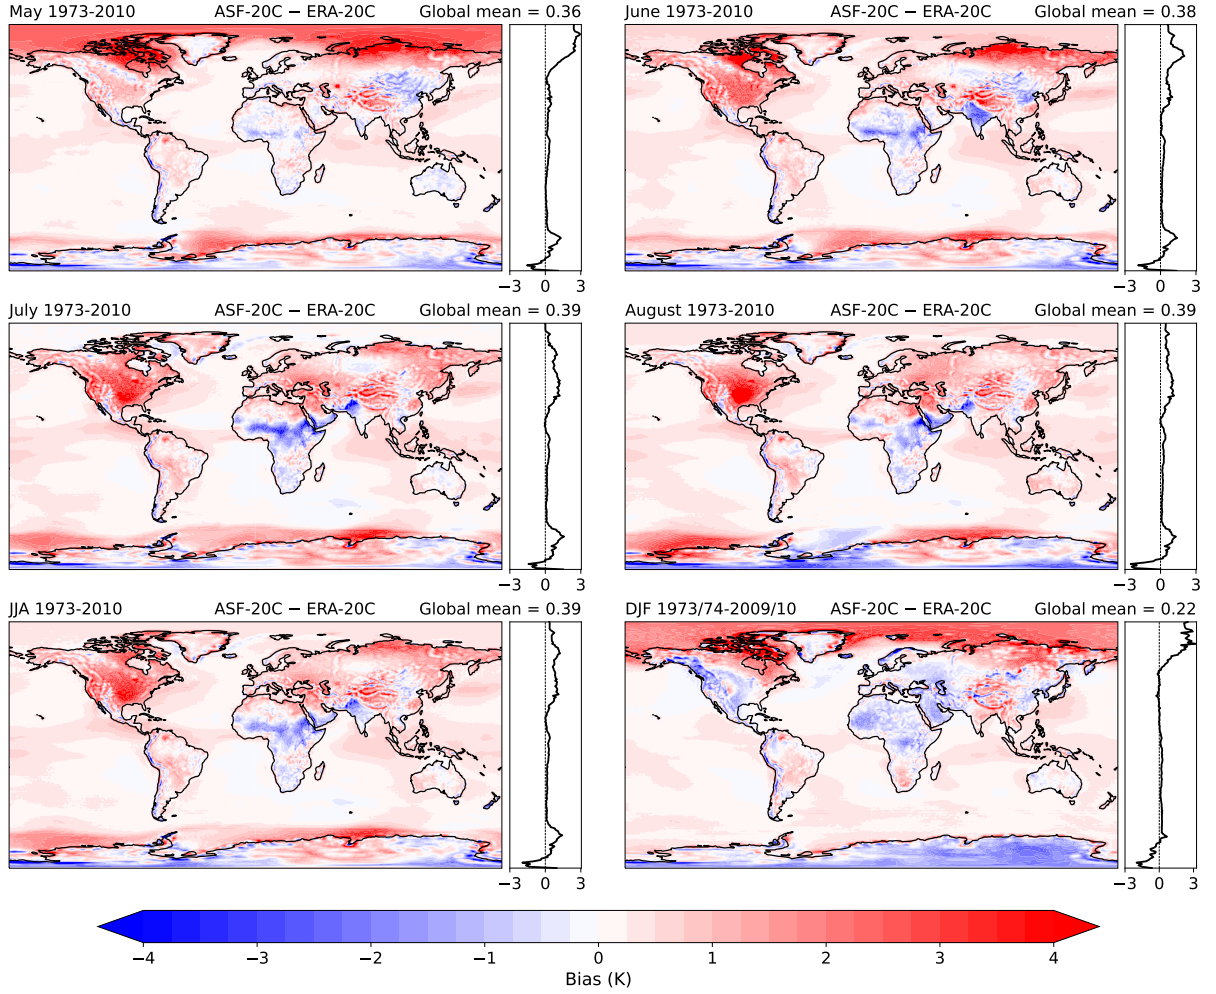 May 1973-2010 ASF-20C − ERA-20C Global mean = 0.36
−3 0 3
June 1973-2010 ASF-20C − ERA-20C Global mean = 0.38
−3 0 3
July 1973-2010 ASF-20C − ERA-20C Global mean = 0.39
−3 0 3
August 1973-2010 ASF-20C − ERA-20C Global mean = 0.39
−3 0 3
JJA 1973-2010 ASF-20C − ERA-20C Global mean = 0.39
−3 0 3
DJF 1973/74-2009/10 ASF-20C − ERA-20C Global mean = 0.22
−3 0 3
−4 −3 −2 −1 0 1 2 3 4
Bias (K)